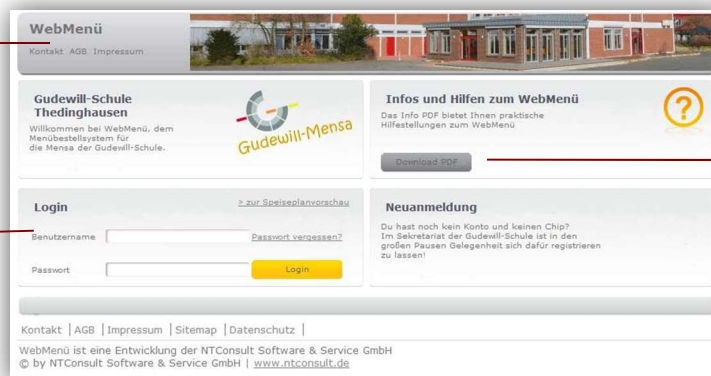 WebMenü
Kontakt AGB Impressum
Gudewill-Schule
Thedinghausen
Willkommen bei WebMenü, dem
Menübestellsystem für
die Mensa der Gudewill-Schule.
Gudewill-Mensa
Infos und Hilfen zum WebMenü
Das Info PDF bietet Ihnen praktische
Hilfestellungen zum WebMenü
?
Download PDF
Login
> zur Speiseplanvorschau
Benutzername
Passwort vergessen?
Passwort
Login
Neuanmeldung
Du hast noch kein Konto und keinen Chip?
Im Sekretariat der Gudewill-Schule ist in den
großen Pausen Gelegenheit sich dafür registrieren
zu lassen!
Kontakt | AGB | Impressum | Sitemap | Datenschutz |
WebMenü ist eine Entwicklung der NTConsult Software & Service GmbH
© by NTConsult Software & Service GmbH | www.ntconsult.de